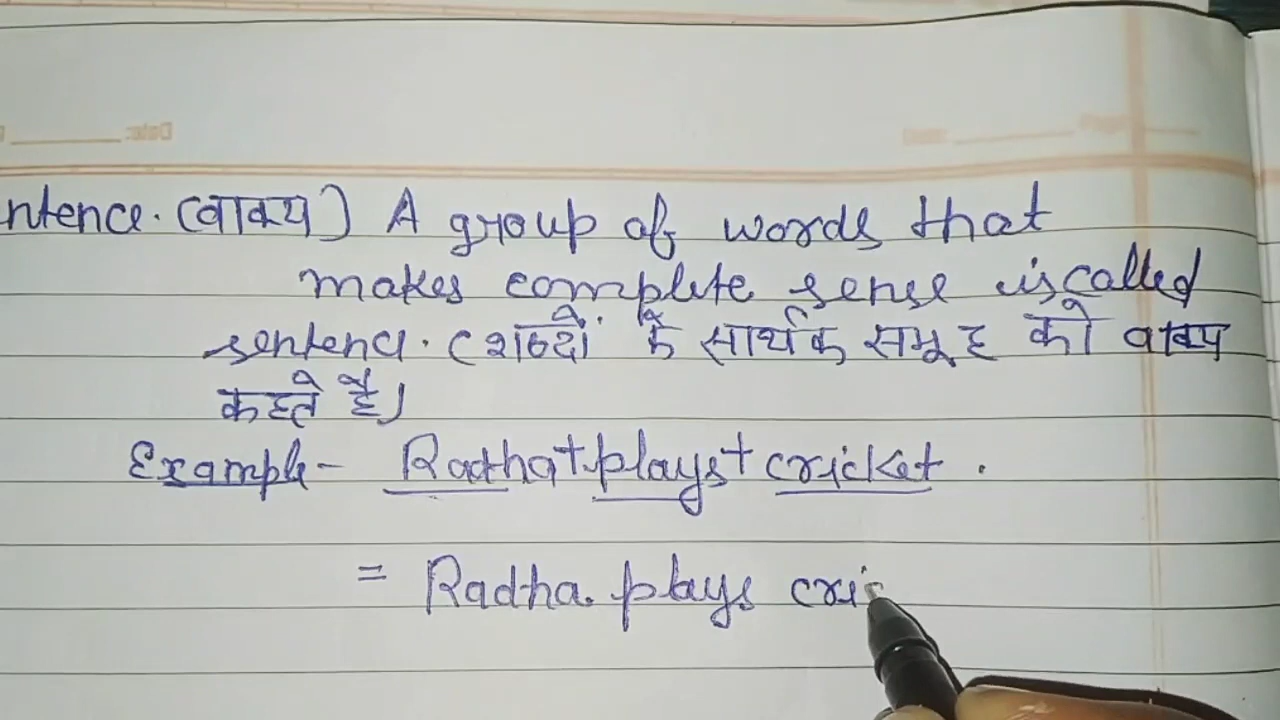 ntence. (वाक्य) A group of words that
makes complete sense is called
sentence. (शब्दों के सार्थक समूह को वाक्य
कहते है)
Example - Radha + plays + cricket.
= Radha plays cric